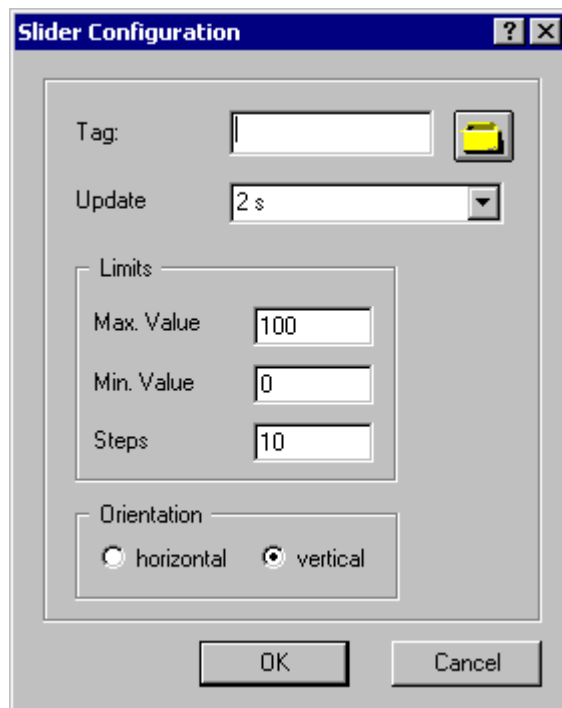 Slider Configuration
Tag:
Update 2 s
Limits
Max. Value 100
Min. Value 0
Steps 10
Orientation
horizontal vertical
OK Cancel